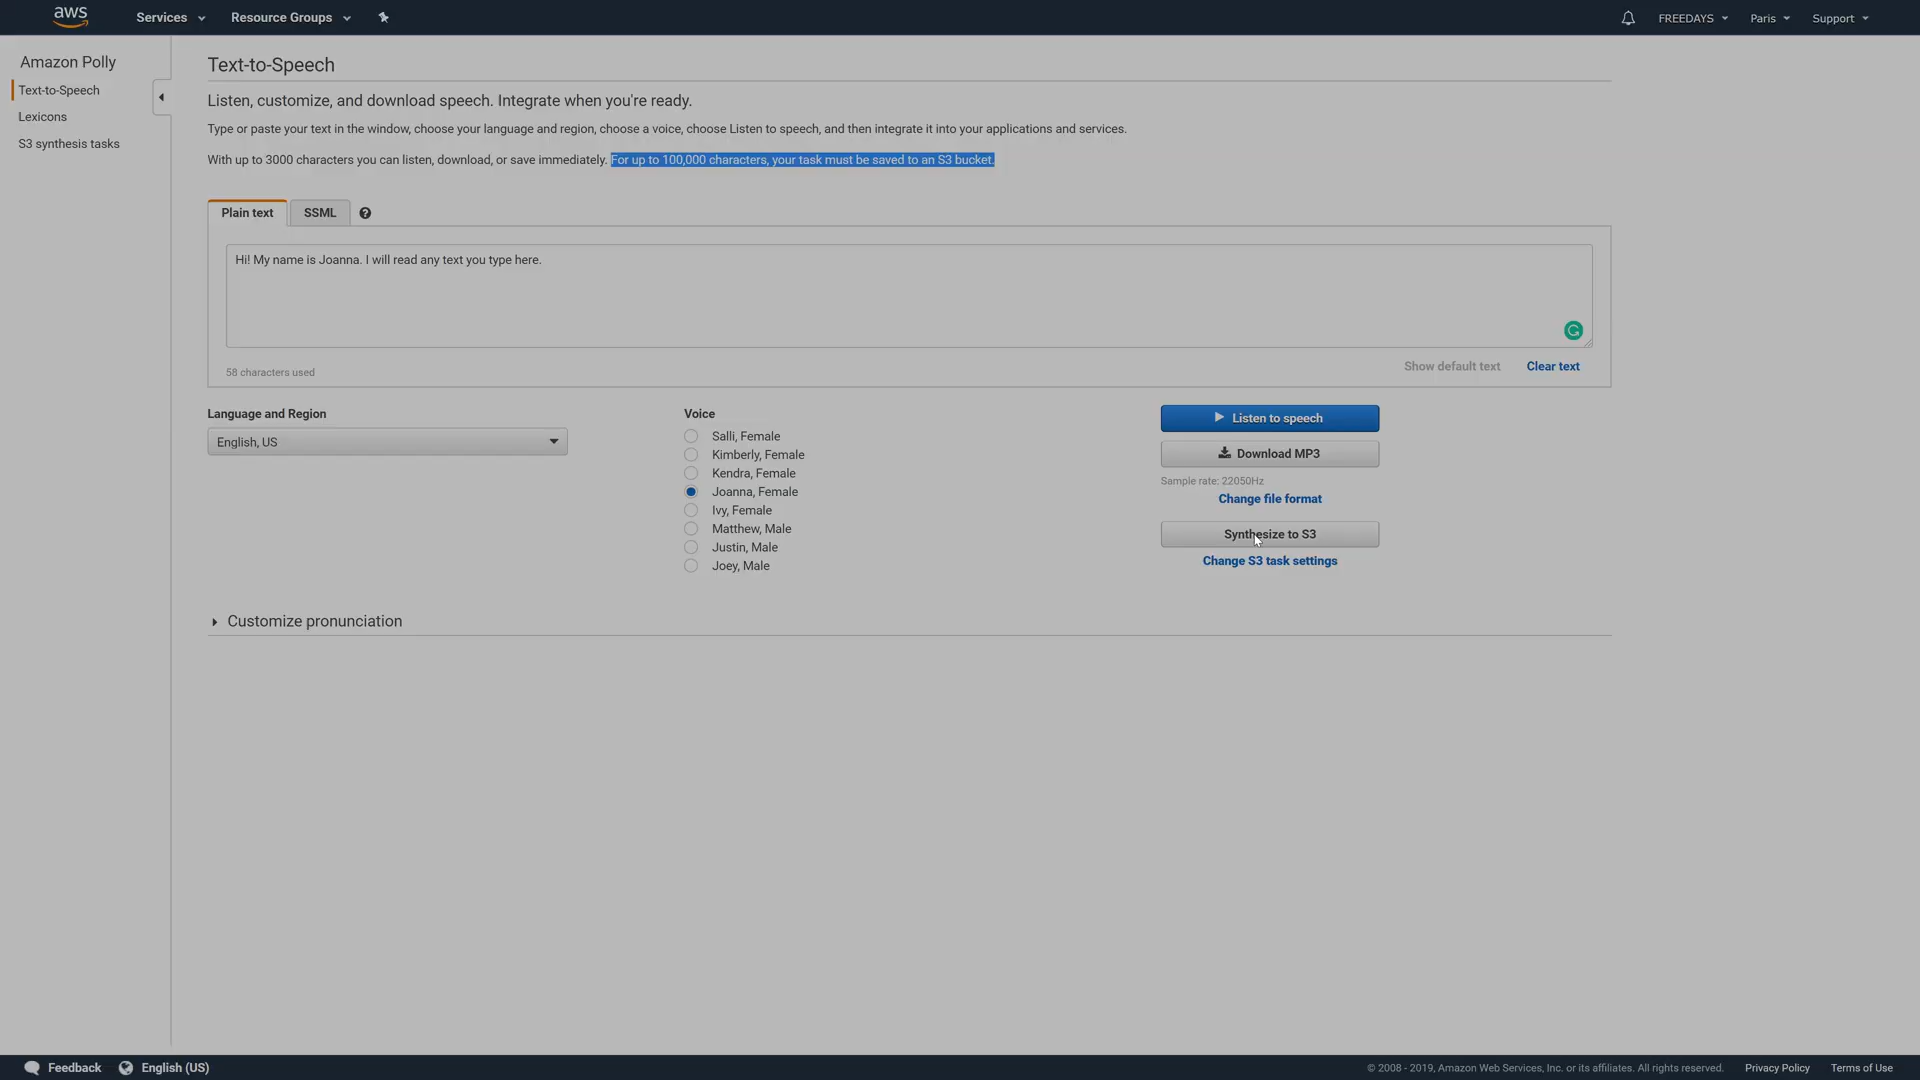 aws
Services
Resource Groups
FREEDAYS
Paris
Support
Amazon Polly
Text-to-Speech
Lexicons
S3 synthesis tasks
Text-to-Speech
Listen, customize, and download speech. Integrate when you're ready.
Type or paste your text in the window, choose your language and region, choose a voice, choose Listen to speech, and then integrate it into your applications and services.
With up to 3000 characters you can listen, download, or save immediately. For up to 100,000 characters, your task must be saved to an S3 bucket.
Plain text
SSML
?
Hi! My name is Joanna. I will read any text you type here.
58 characters used
Show default text
Clear text
Language and Region
English, US
Voice
Salli, Female
Kimberly, Female
Kendra, Female
Joanna, Female
Ivy, Female
Matthew, Male
Justin, Male
Joey, Male
Listen to speech
Download MP3
Sample rate: 22050Hz
Change file format
Synthesize to S3
Change S3 task settings
Customize pronunciation
Feedback
English (US)
© 2008 - 2019, Amazon Web Services, Inc. or its affiliates. All rights reserved.
Privacy Policy
Terms of Use